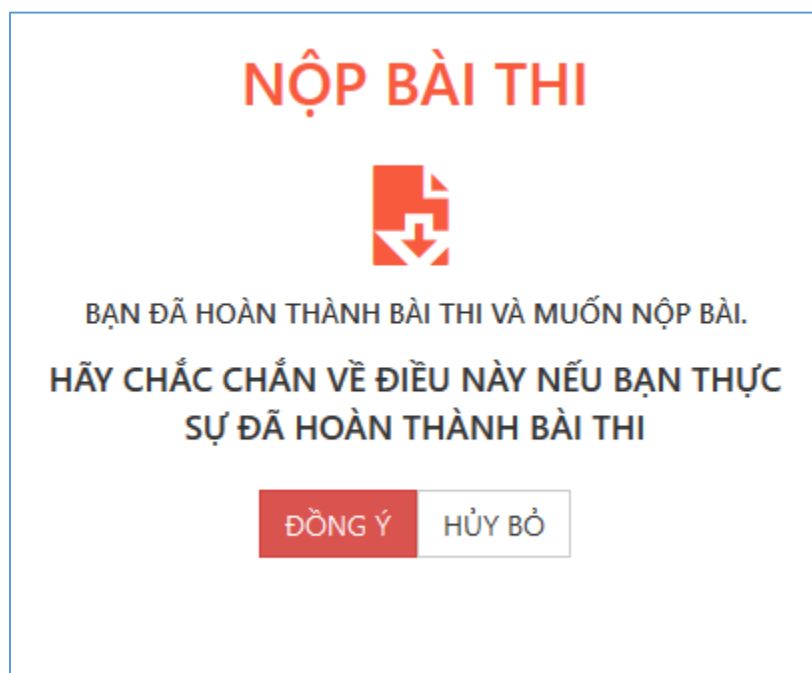 NỘP BÀI THI
BẠN ĐÃ HOÀN THÀNH BÀI THI VÀ MUỐN NỘP BÀI.
HÃY CHẮC CHẮN VỀ ĐIỀU NÀY NẾU BẠN THỰC
SỰ ĐÃ HOÀN THÀNH BÀI THI
ĐỒNG Ý HỦY BỎ